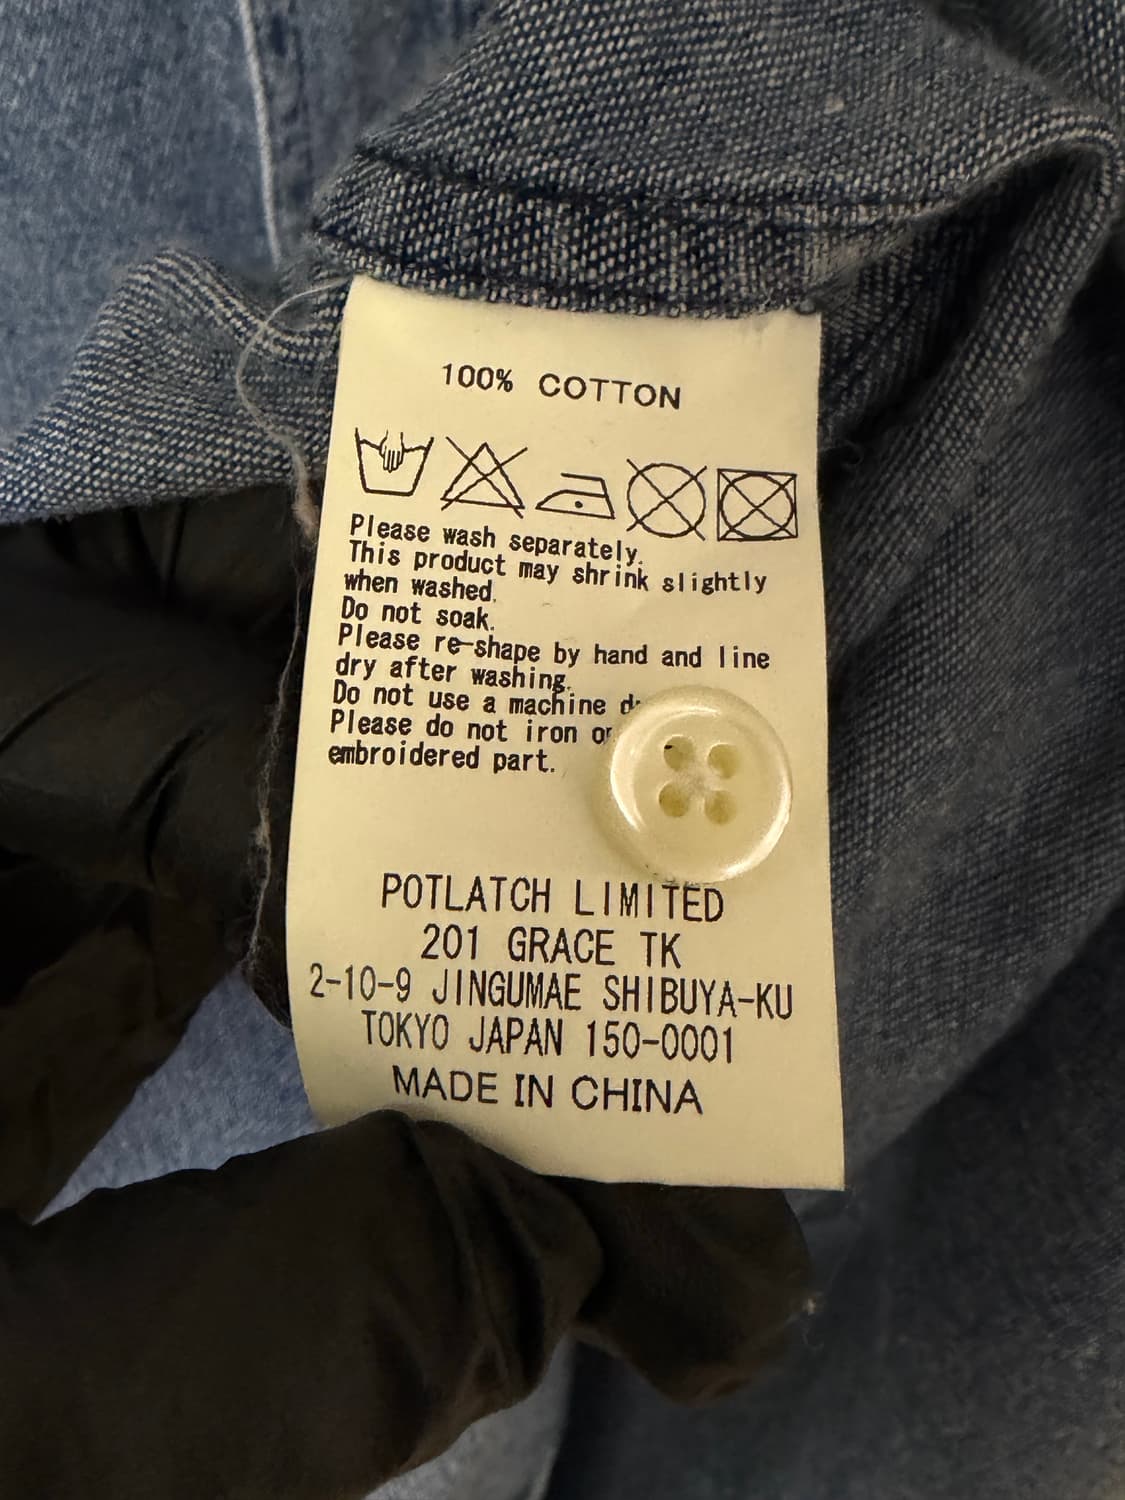 100% COTTON
Please wash separately.
This product may shrink slightly
when washed.
Do not soak.
Please re-shape by hand and line
dry after washing.
Do not use a machine
Please do not iron
embroidered part.
POTLATCH LIMITED
201 GRACE TK
2-10-9 JINGUMAE SHIBUYA-KU
TOKYO JAPAN 150-0001
MADE IN CHINA